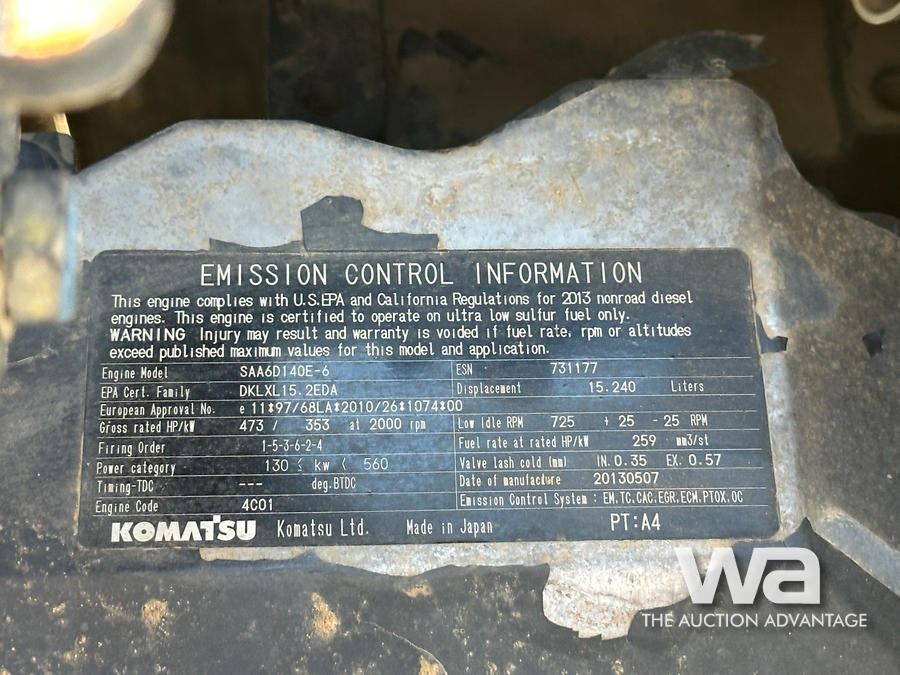 EMISSION CONTROL INFORMATION
This engine complies with U.S.EPA and California Regulations for 2013 nonroad diesel
engines. This engine is certified to operate on ultra low sulfur fuel only.
WARNING Injury may result and warranty is voided if fuel rate, rpm or altitudes
exceed published maximum values for this model and application.
Engine Model SAA6D140E-6 ESN 731177
EPA Cert. Family DKLXL15.2EDA Displacement 15.240 Liters
European Approval No. e 11*97/68LA*2010/26*1074*00
Gross rated HP/kW 473 / 353 at 2000 rpm Low Idle RPM 725 + 25 - 25 RPM
Firing Order 1-5-3-6-2-4 Fuel rate at rated HP/kW 259 mm3/st
Power category 130 ≤ kw < 560 Valve lash cold (mm) IN.0.35 EX.0.57
Timing-TDC --- deg.BTDC Date of manufacture 20130507
Engine Code 4C01 Emission Control System : EM,TC,CAC,EGR,ECM,PTOX,OC
KOMATSU Komatsu Ltd. Made in Japan PT:A4
wa
THE AUCTION ADVANTAGE